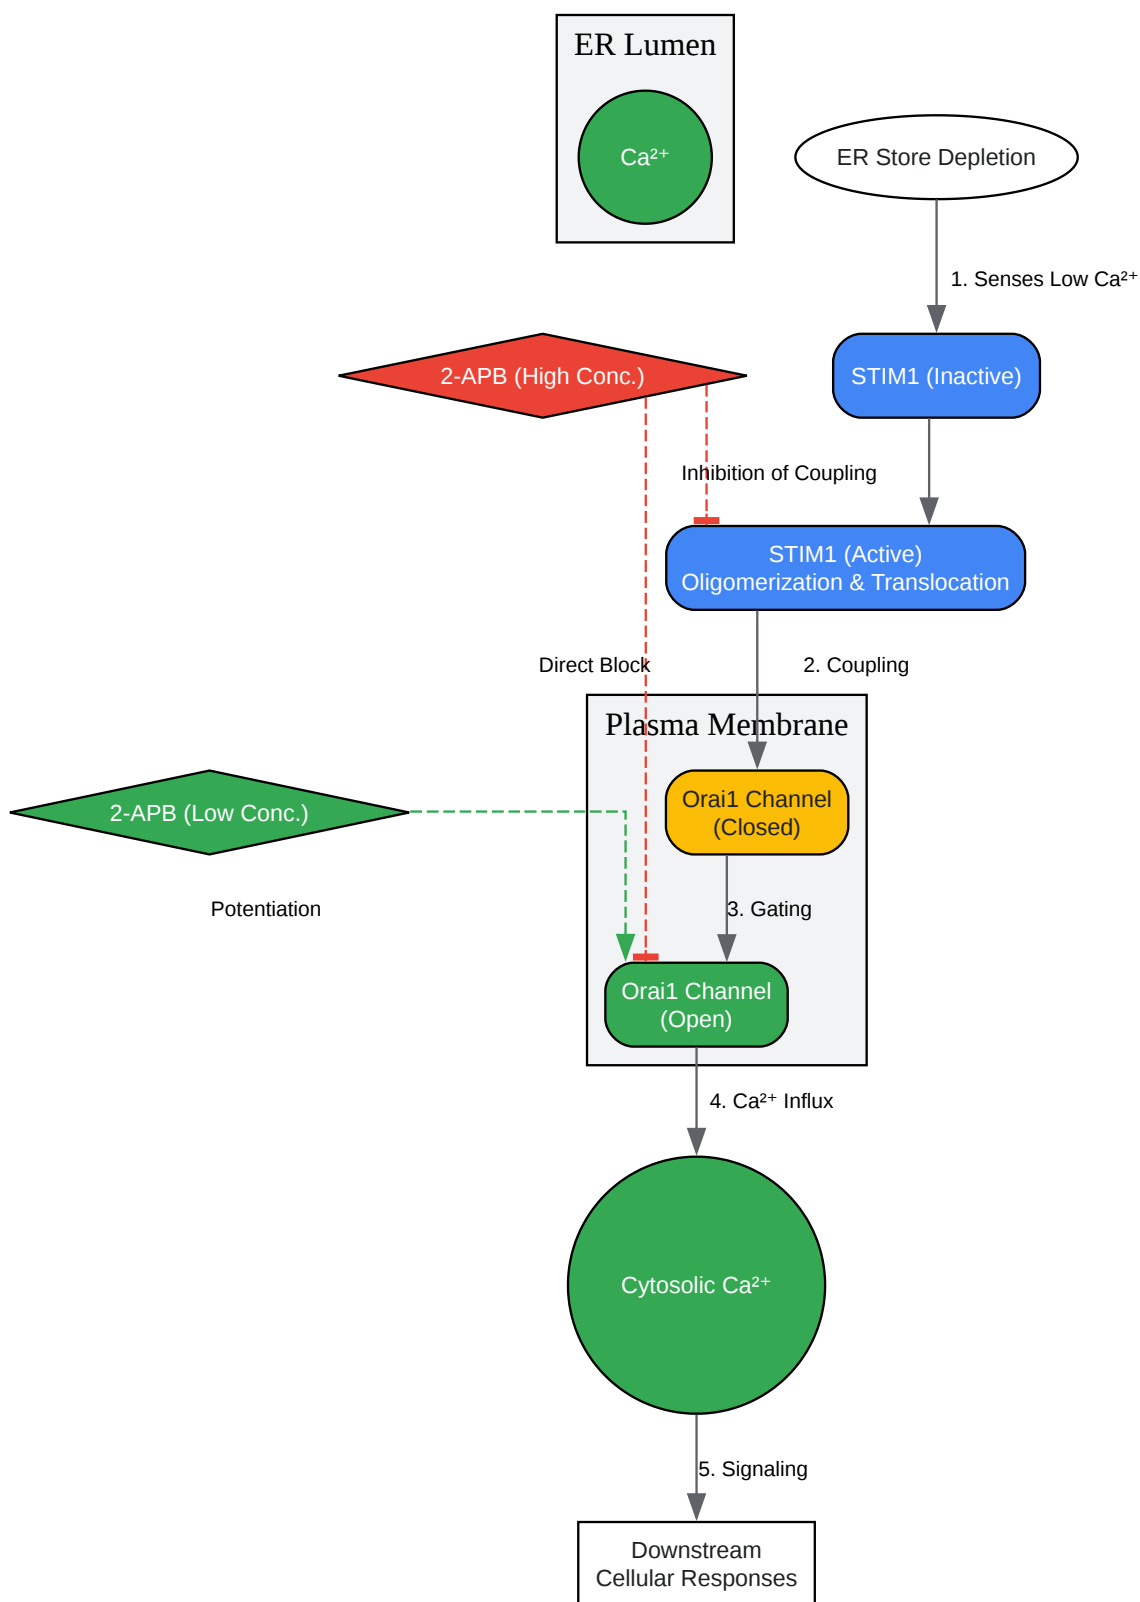 ER Lumen
Ca²⁺
ER Store Depletion
1. Senses Low Ca²⁺
2-APB (High Conc.)
STIM1 (Inactive)
Inhibition of Coupling
STIM1 (Active)
Oligomerization & Translocation
Direct Block
2. Coupling
Plasma Membrane
2-APB (Low Conc.)
Orai1 Channel
(Closed)
Potentiation
3. Gating
Orai1 Channel
(Open)
4. Ca²⁺ Influx
Cytosolic Ca²⁺
5. Signaling
Downstream
Cellular Responses